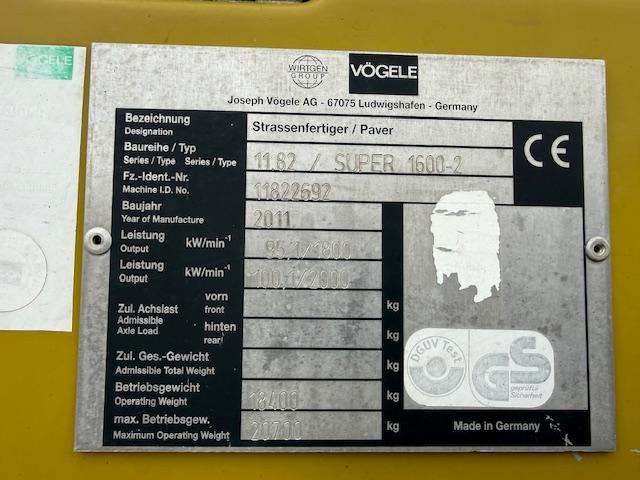 VÖGELE
WIRTGEN
GROUP
VÖGELE
Joseph Vögele AG - 67075 Ludwigshafen - Germany
Bezeichnung
Designation
Strassenfertiger / Paver
CE
Baureihe / Typ
Series / Type Series / Type
11.82 / SUPER 1600-2
Fz.-Ident.-Nr.
Machine I.D. No.
11822692
Baujahr
Year of Manufacture
2011
Leistung
Output
kW/min⁻¹
95,1/1800
Leistung
Output
kW/min⁻¹
100,1/2000
Zul. Achslast
Admissible
Axle Load
vorn
front
kg
hinten
rear
kg
Zul. Ges.-Gewicht
Admissible Total Weight
kg
Betriebsgewicht
Operating Weight
18400
kg
max. Betriebsgew.
Maximum Operating Weight
20700
kg
DGUV Test
GS
geprüfte
Sicherheit
Made in Germany